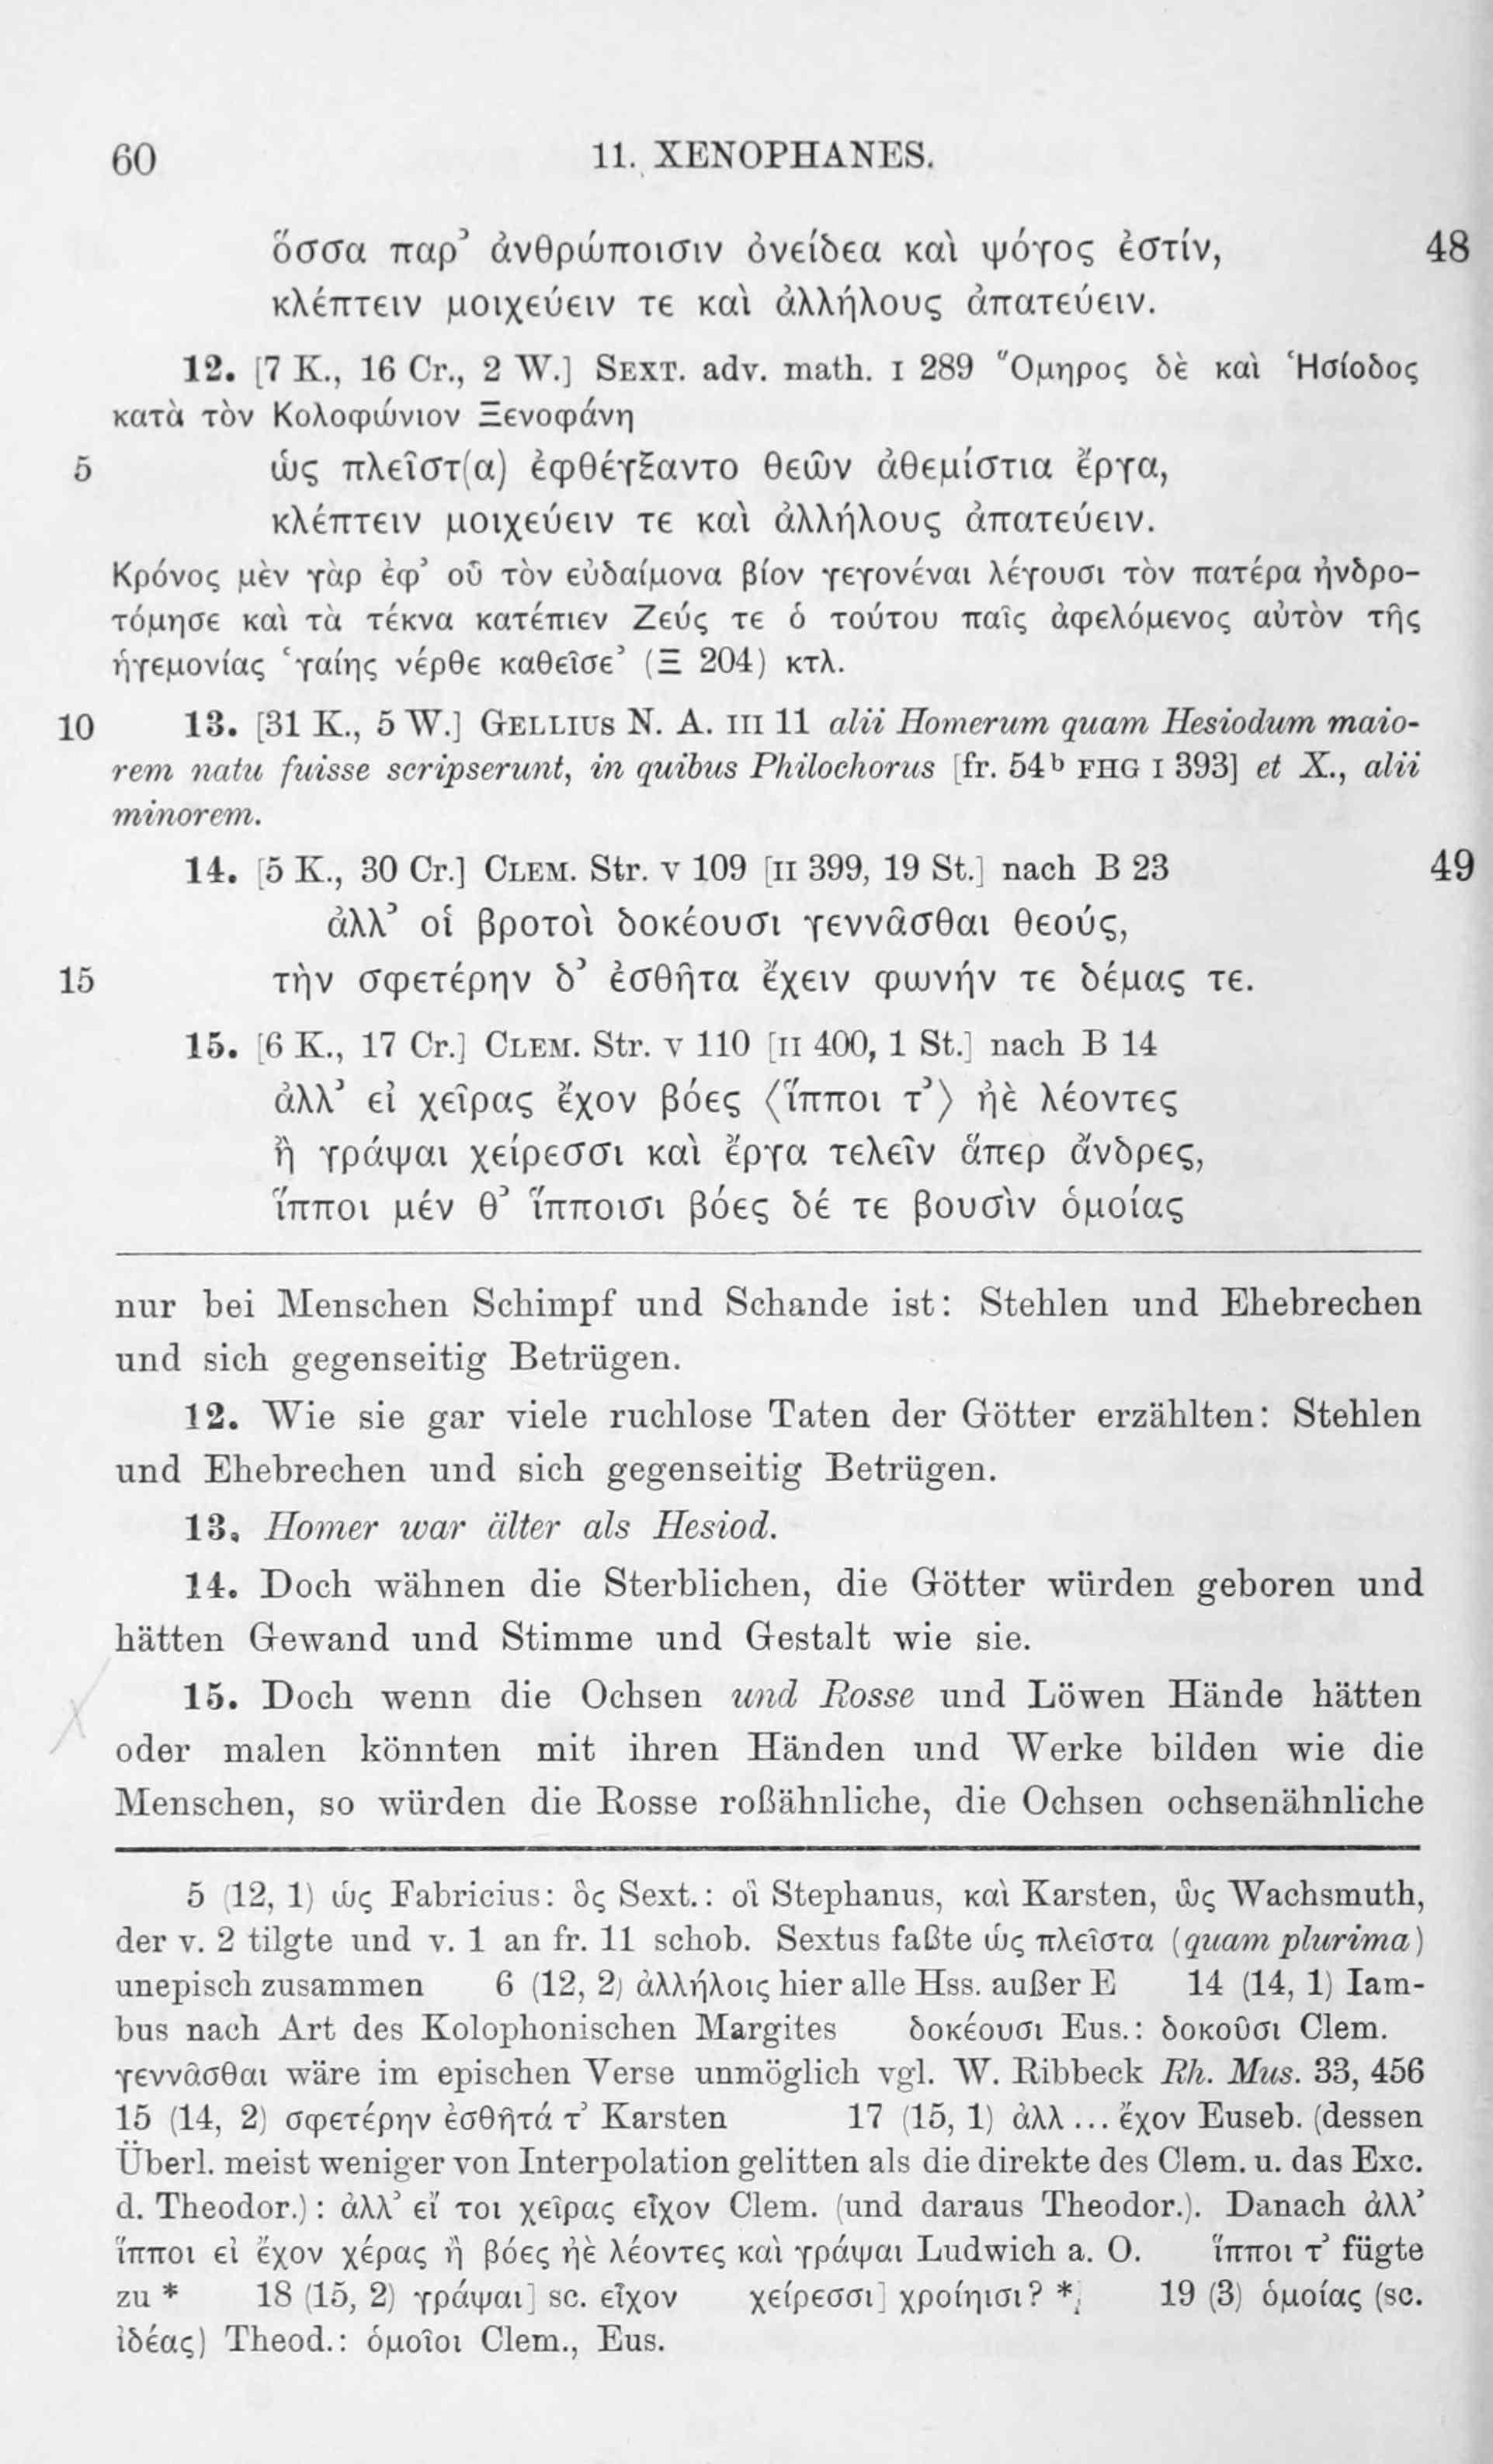 60 11. XENOPHANES.
ὅσσα παρ’ ἀνθρώποισιν ὀνείδεα καὶ ψόγος ἐστίν, 48
κλέπτειν μοιχεύειν τε καὶ ἀλλήλους ἀπατεύειν.
12. [7 K., 16 Cr., 2 W.] SEXT. adv. math. I 289 Ὅμηρος δὲ καὶ Ἡσίοδος
κατὰ τὸν Κολοφώνιον Ξενοφάνη
5 ὡς πλεῖστ(α) ἐφθέγξαντο θεῶν ἀθεμίστια ἔργα,
κλέπτειν μοιχεύειν τε καὶ ἀλλήλους ἀπατεύειν.
Κρόνος μὲν γὰρ ἐφ’ οὗ τὸν εὐδαίμονα βίον γεγονέναι λέγουσι τὸν πατέρα ἠνδρο-
τόμησε καὶ τὰ τέκνα κατέπιεν Ζεύς τε ὁ τούτου παῖς ἀφελόμενος αὐτὸν τῆς
ἡγεμονίας ‘γαίης νέρθε καθεῖσε’ (Ξ 204) κτλ.
10 13. [31 K., 5 W.] GELLIUS N. A. III 11 alii Homerum quam Hesiodum maio-
rem natu fuisse scripserunt, in quibus Philochorus [fr. 54ᵇ FHG I 393] et X., alii
minorem.
14. [5 K., 30 Cr.] CLEM. Str. V 109 [II 399, 19 St.] nach B 23 49
ἀλλ’ οἱ βροτοὶ δοκέουσι γεννᾶσθαι θεούς,
15 τὴν σφετέρην δ’ ἐσθῆτα ἔχειν φωνήν τε δέμας τε.
15. [6 K., 17 Cr.] CLEM. Str. V 110 [II 400, 1 St.] nach B 14
ἀλλ’ εἰ χεῖρας ἔχον βόες ⟨ἵπποι τ’⟩ ἠὲ λέοντες
ἢ γράψαι χείρεσσι καὶ ἔργα τελεῖν ἅπερ ἄνδρες,
ἵπποι μέν θ’ ἵπποισι βόες δέ τε βουσὶν ὁμοίας
nur bei Menschen Schimpf und Schande ist: Stehlen und Ehebrechen
und sich gegenseitig Betrügen.
12. Wie sie gar viele ruchlose Taten der Götter erzählten: Stehlen
und Ehebrechen und sich gegenseitig Betrügen.
13. Homer war älter als Hesiod.
14. Doch wähnen die Sterblichen, die Götter würden geboren und
hätten Gewand und Stimme und Gestalt wie sie.
15. Doch wenn die Ochsen und Rosse und Löwen Hände hätten
oder malen könnten mit ihren Händen und Werke bilden wie die
Menschen, so würden die Rosse roßähnliche, die Ochsen ochsenähnliche
5 (12, 1) ὡς Fabricius: ὃς Sext.: οἳ Stephanus, καὶ Karsten, ὣς Wachsmuth,
der v. 2 tilgte und v. 1 an fr. 11 schob. Sextus faßte ὡς πλεῖστα (quam plurima)
unepisch zusammen 6 (12, 2) ἀλλήλοις hier alle Hss. außer E 14 (14, 1) Iam-
bus nach Art des Kolophonischen Margites δοκέουσι Eus.: δοκοῦσι Clem.
γεννᾶσθαι wäre im epischen Verse unmöglich vgl. W. Ribbeck Rh. Mus. 33, 456
15 (14, 2) σφετέρην ἐσθῆτά τ’ Karsten 17 (15, 1) ἀλλ ... ἔχον Euseb. (dessen
Überl. meist weniger von Interpolation gelitten als die direkte des Clem. u. das Exc.
d. Theodor.): ἀλλ’ εἴ τοι χεῖρας εἶχον Clem. (und daraus Theodor.). Danach ἀλλ’
ἵπποι εἰ ἔχον χέρας ἢ βόες ἠὲ λέοντες καὶ γράψαι Ludwich a. O. ἵπποι τ’ fügte
zu * 18 (15, 2) γράψαι] sc. εἶχον χείρεσσι] χροίηισι? * 19 (3) ὁμοίας (sc.
ἰδέας) Theod.: ὁμοῖοι Clem., Eus.